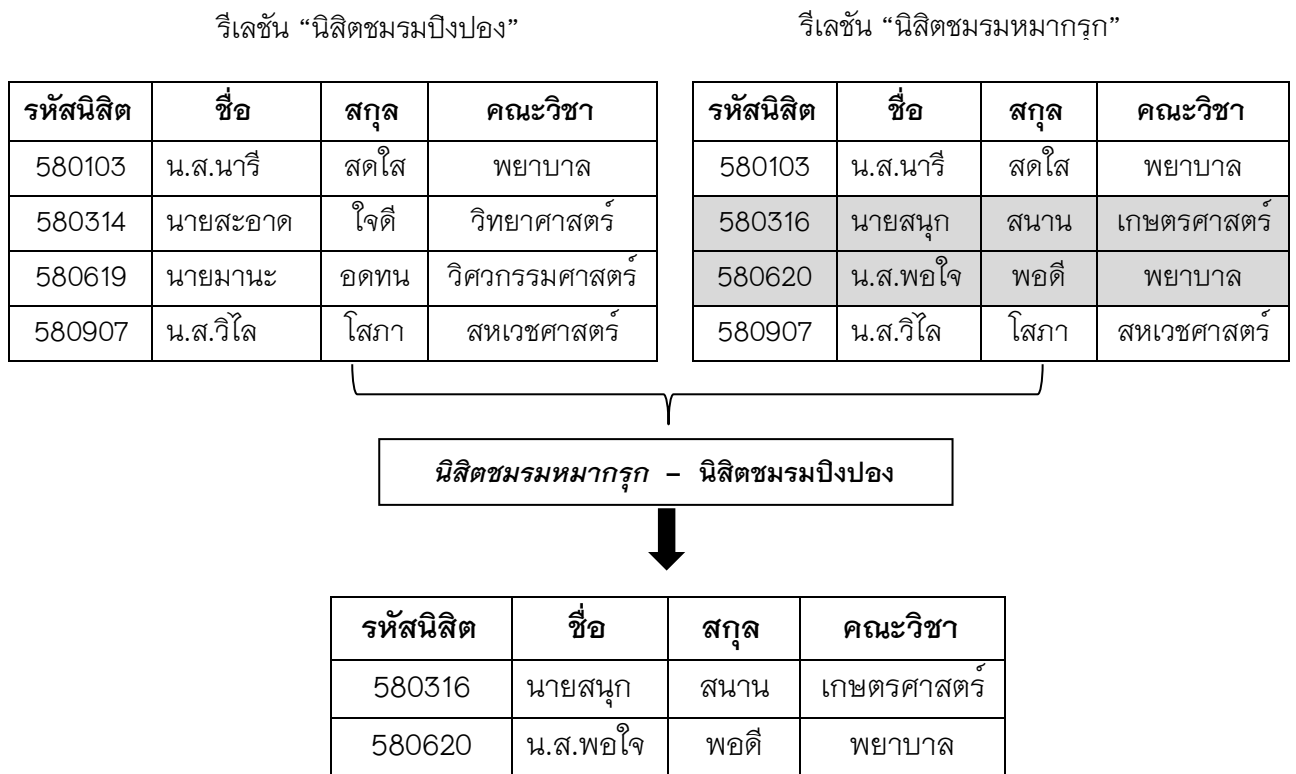 รีเลชัน “นิสิตชมรมปิงปอง”
รหัสนิสิต ชื่อ สกุล คณะวิชา
580103 น.ส.นารี สดใส พยาบาล
580314 นายสะอาด ใจดี วิทยาศาสตร์
580619 นายมานะ อดทน วิศวกรรมศาสตร์
580907 น.ส.วิไล โสภา สหเวชศาสตร์
รีเลชัน “นิสิตชมรมหมากรุก”
รหัสนิสิต ชื่อ สกุล คณะวิชา
580103 น.ส.นารี สดใส พยาบาล
580316 นายสนุก สนาน เกษตรศาสตร์
580620 น.ส.พอใจ พอดี พยาบาล
580907 น.ส.วิไล โสภา สหเวชศาสตร์
นิสิตชมรมหมากรุก – นิสิตชมรมปิงปอง
รหัสนิสิต ชื่อ สกุล คณะวิชา
580316 นายสนุก สนาน เกษตรศาสตร์
580620 น.ส.พอใจ พอดี พยาบาล